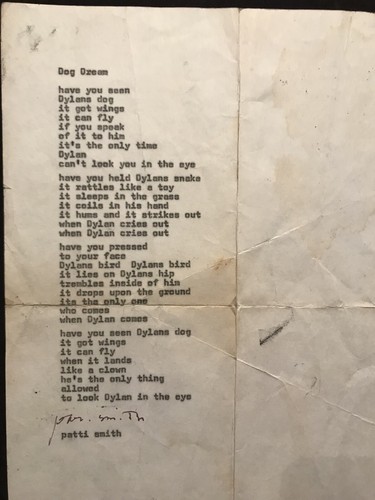 Dog Dream
have you seen
Dylans dog
it got wings
it can fly
if you speak
of it to him
it's the only time
Dylan
can't look you in the eye
have you held Dylans snake
it rattles like a toy
it sleeps in the grass
it coils in his hand
it hums and it strikes out
when Dylan cries out
when Dylan cries out
have you pressed
to your face
Dylans bird Dylans bird
it lies on Dylans hip
trembles inside of him
it drops upon the ground
its the only one
who comes
when Dylan comes
have you seen Dylans dog
it got wings
it can fly
when it lands
like a clown
he's the only thing
allowed
to look Dylan in the eye
patti smith